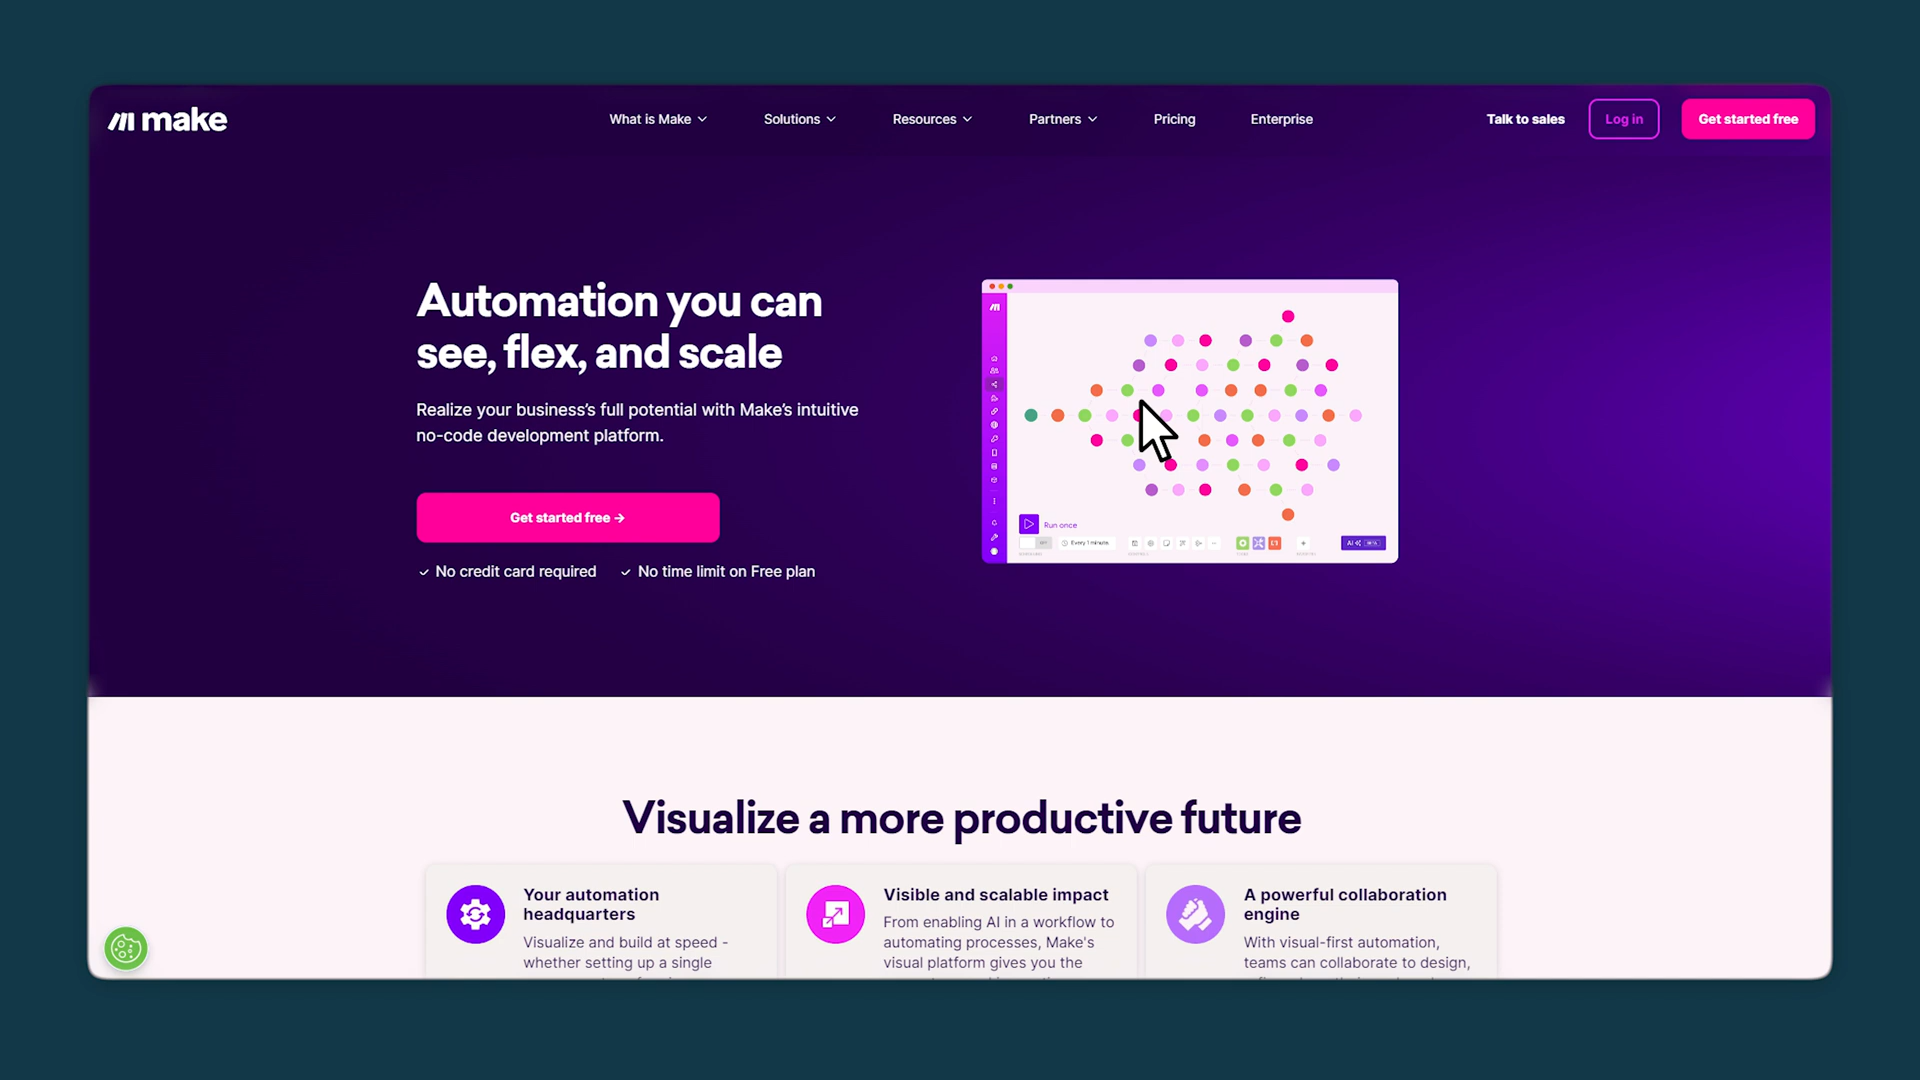 make
What is Make
Solutions
Resources
Partners
Pricing
Enterprise
Talk to sales
Log in
Get started free
Automation you can
see, flex, and scale
Realize your business's full potential with Make's intuitive
no-code development platform.
Get started free →
No credit card required
No time limit on Free plan
Run once
Every 1 minute
AI
BETA
Visualize a more productive future
Your automation
headquarters
Visualize and build at speed -
whether setting up a single
Visible and scalable impact
From enabling AI in a workflow to
automating processes, Make's
visual platform gives you the
A powerful collaboration
engine
With visual-first automation,
teams can collaborate to design,